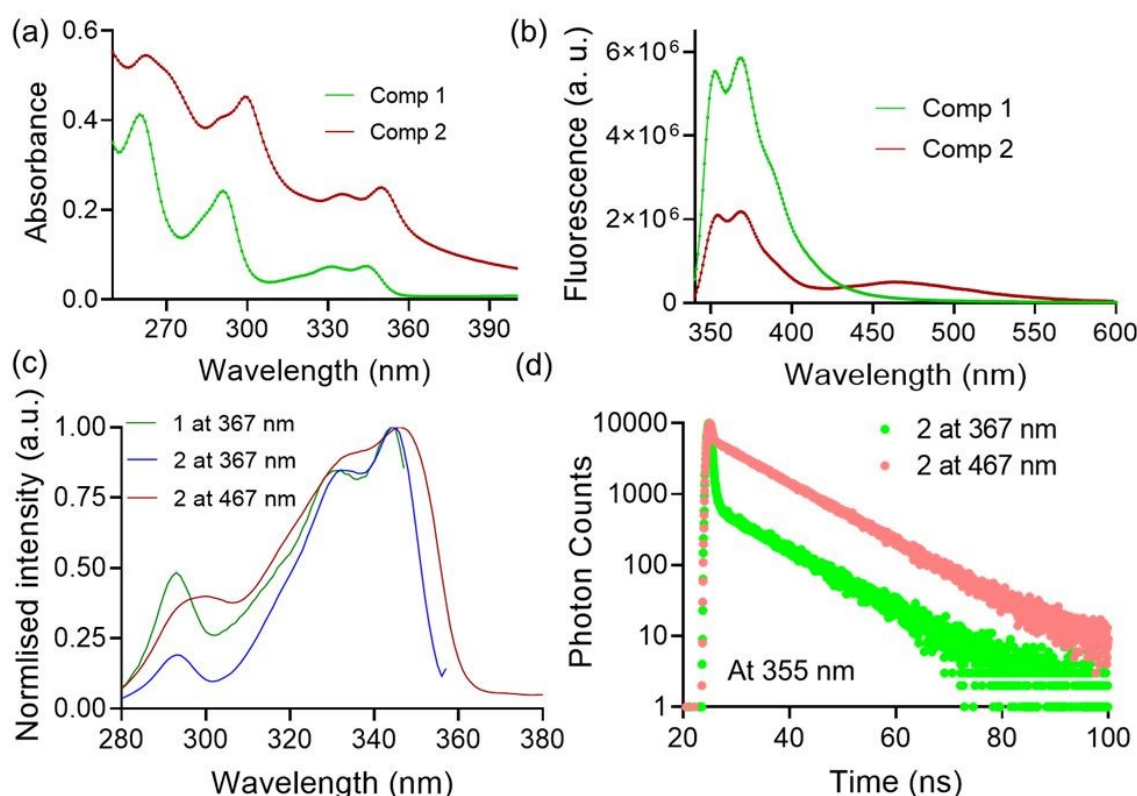 (a)
0.6
0.4
0.2
0.0
Absorbance
Comp 1
Comp 2
270 300 330 360 390
Wavelength (nm)
(b)
6×10⁶
4×10⁶
2×10⁶
0
Fluorescence (a. u.)
Comp 1
Comp 2
350 400 450 500 550 600
Wavelength (nm)
(c)
1.00
0.75
0.50
0.25
0.00
Normlised intensity (a.u.)
1 at 367 nm
2 at 367 nm
2 at 467 nm
280 300 320 340 360 380
Wavelength (nm)
(d)
10000
1000
100
10
1
Photon Counts
2 at 367 nm
2 at 467 nm
At 355 nm
20 40 60 80 100
Time (ns)